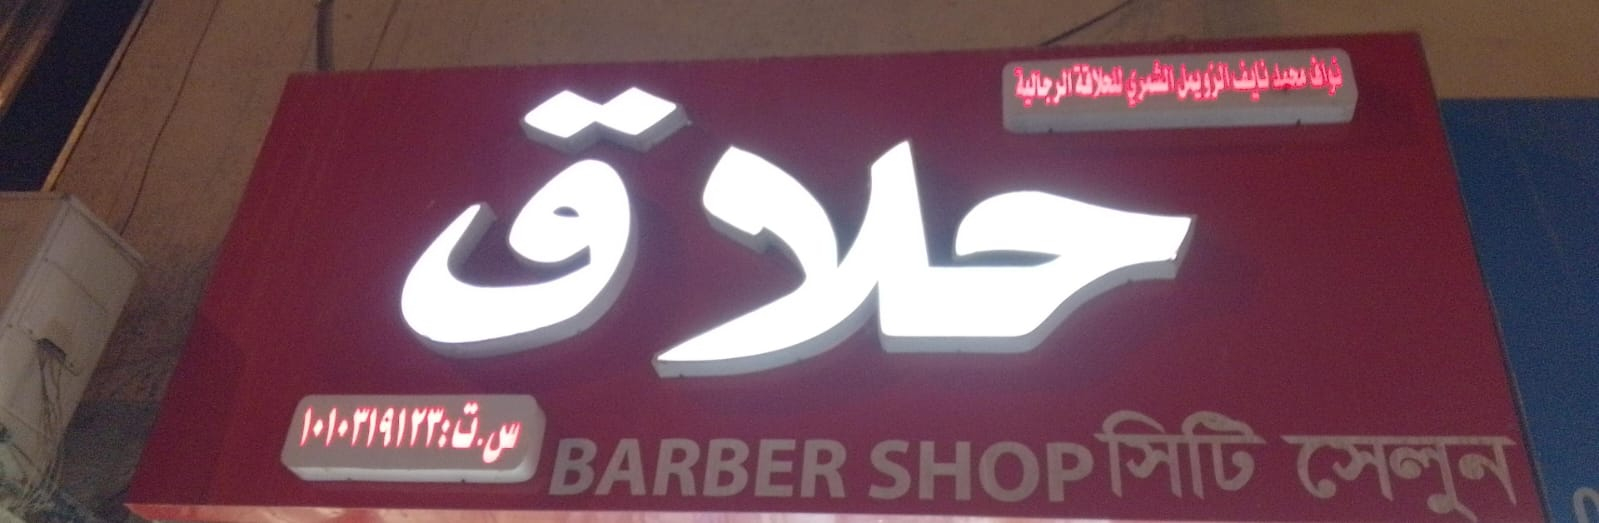 نواف محمد نايف الزويمل الشمري للحلاقة الرجالية
حلاق
س.ت:١٠١٠٣١٩١٢٣
BARBER SHOP সিটি সেলুন